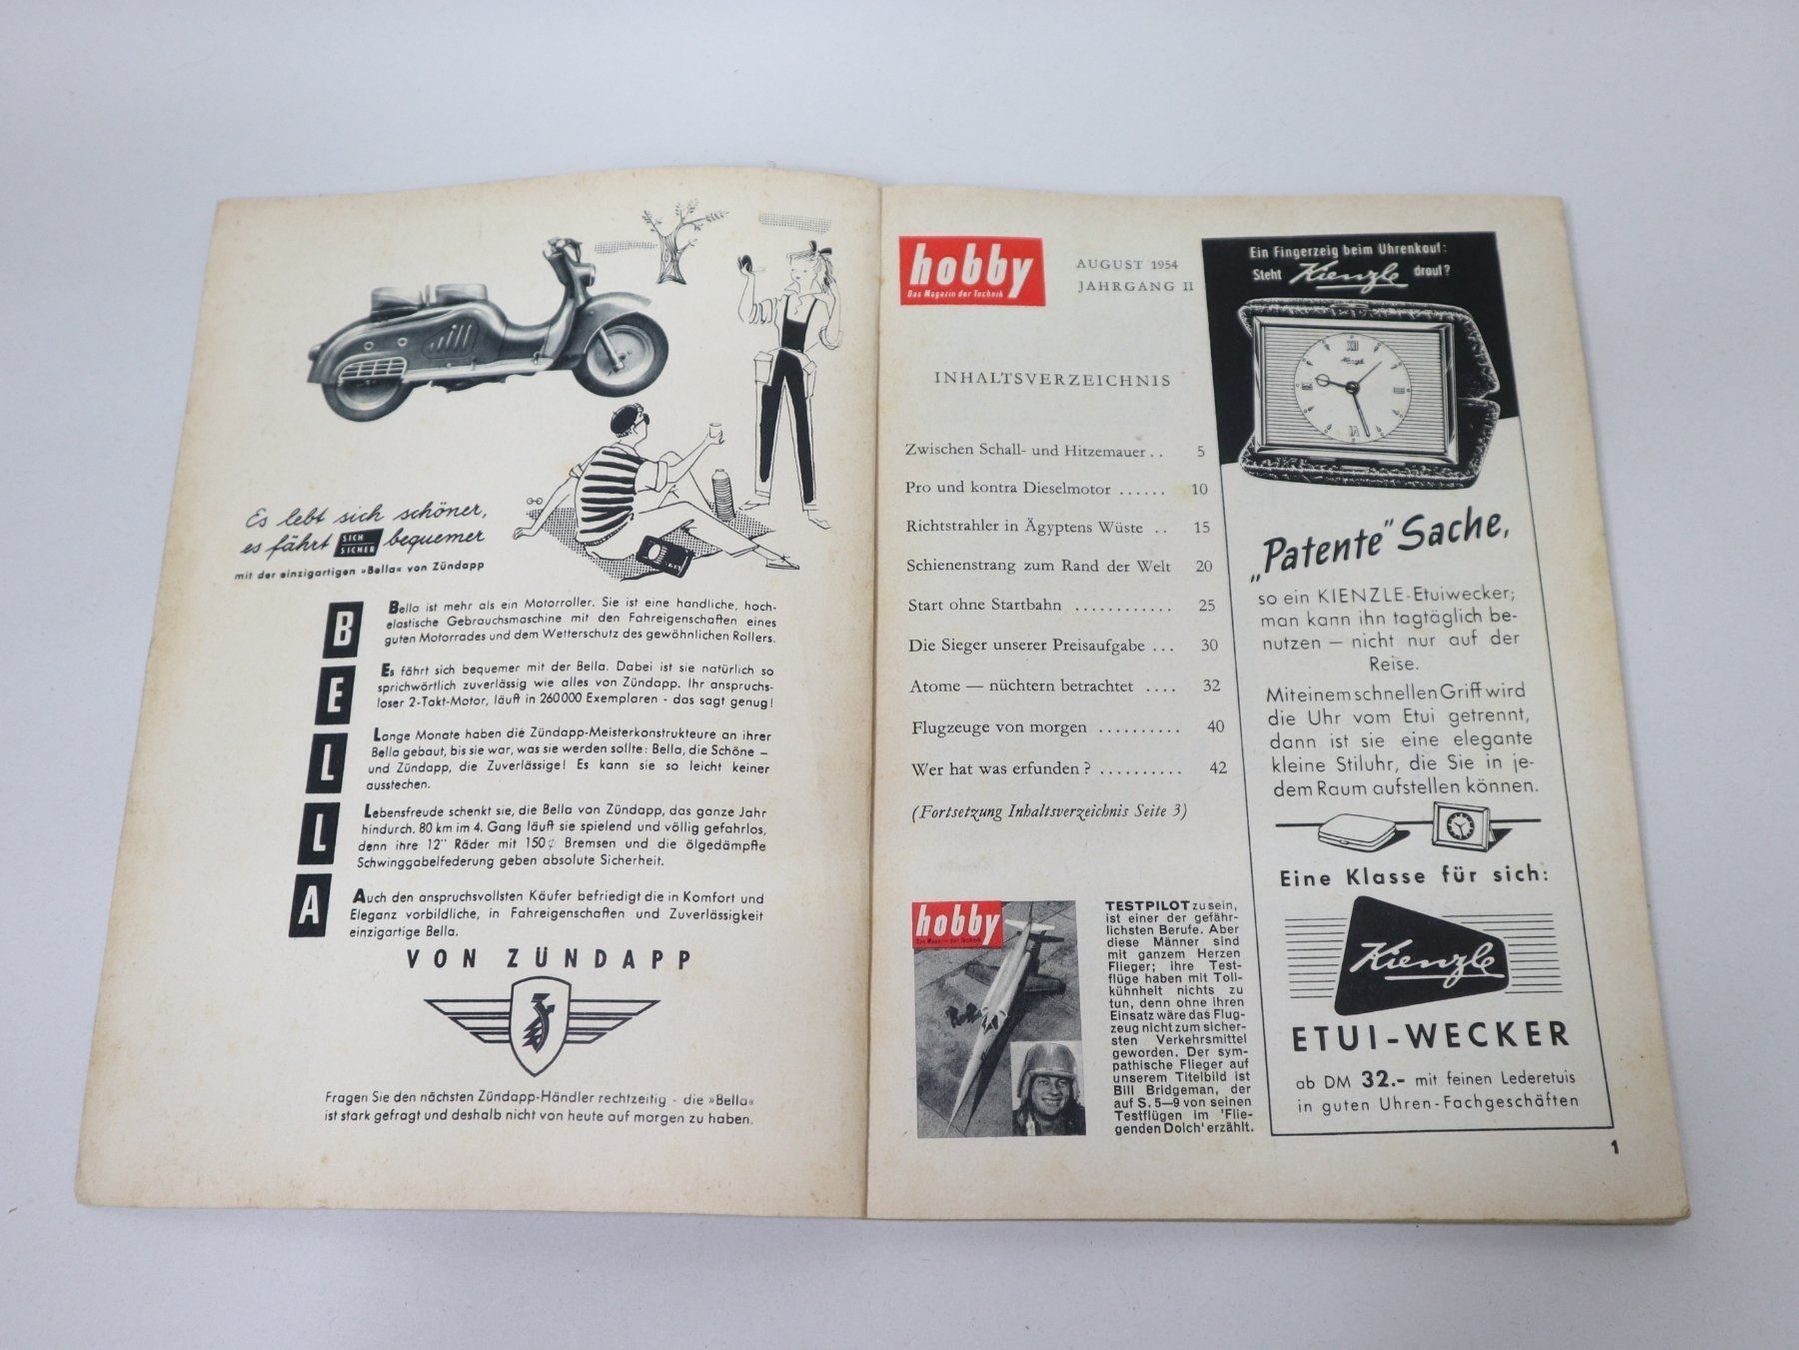 Es lebt sich schöner,
es fährt SICH SICHER bequemer
mit der einzigartigen »Bella« von Zündapp
B
E
L
L
A
Bella ist mehr als ein Motorroller. Sie ist eine handliche, hoch-
elastische Gebrauchsmaschine mit den Fahreigenschaften eines
guten Motorrades und dem Wetterschutz des gewöhnlichen Rollers.
Es fährt sich bequemer mit der Bella. Dabei ist sie natürlich so
sprichwörtlich zuverlässig wie alles von Zündapp. Ihr anspruchs-
loser 2-Takt-Motor, läuft in 260000 Exemplaren - das sagt genug!
Lange Monate haben die Zündapp-Meisterkonstrukteure an ihrer
Bella gebaut, bis sie war, was sie werden sollte: Bella, die Schöne –
und Zündapp, die Zuverlässige! Es kann sie so leicht keiner
ausstechen.
Lebensfreude schenkt sie, die Bella von Zündapp, das ganze Jahr
hindurch. 80 km im 4. Gang läuft sie spielend und völlig gefahrlos,
denn ihre 12" Räder mit 150 Bremsen und die ölgedämpfte
Schwinggabelfederung geben absolute Sicherheit.
Auch den anspruchsvollsten Käufer befriedigt die in Komfort und
Eleganz vorbildliche, in Fahreigenschaften und Zuverlässigkeit
einzigartige Bella.
VON ZÜNDAPP
Fragen Sie den nächsten Zündapp-Händler rechtzeitig - die »Bella«
ist stark gefragt und deshalb nicht von heute auf morgen zu haben.
hobby
Das Magazin der Technik
AUGUST 1954
JAHRGANG II
INHALTSVERZEICHNIS
Zwischen Schall- und Hitzemauer . . 5
Pro und kontra Dieselmotor . . . . . . 10
Richtstrahler in Ägyptens Wüste . . 15
Schienenstrang zum Rand der Welt 20
Start ohne Startbahn . . . . . . . . . . . . 25
Die Sieger unserer Preisaufgabe . . . 30
Atome — nüchtern betrachtet . . . . 32
Flugzeuge von morgen . . . . . . . . . . 40
Wer hat was erfunden ? . . . . . . . . . . 42
(Fortsetzung Inhaltsverzeichnis Seite 3)
hobby
Das Magazin der Technik
TESTPILOT zu sein,
ist einer der gefähr-
lichsten Berufe. Aber
diese Männer sind
mit ganzem Herzen
Flieger; ihre Test-
flüge haben mit Toll-
kühnheit nichts zu
tun, denn ohne ihren
Einsatz wäre das Flug-
zeug nicht zum sicher-
sten Verkehrsmittel
geworden. Der sym-
pathische Flieger auf
unserem Titelbild ist
Bill Bridgeman, der
auf S. 5—9 von seinen
Testflügen im 'Flie-
genden Dolch' erzählt.
Ein Fingerzeig beim Uhrenkauf:
Steht Kienzle drauf?
Kienzle
„Patente" Sache,
so ein KIENZLE-Etuiwecker;
man kann ihn tagtäglich be-
nutzen – nicht nur auf der
Reise.
Mit einem schnellen Griff wird
die Uhr vom Etui getrennt,
dann ist sie eine elegante
kleine Stiluhr, die Sie in je-
dem Raum aufstellen können.
Eine Klasse für sich:
Kienzle
ETUI-WECKER
ab DM 32.- mit feinen Lederetuis
in guten Uhren-Fachgeschäften
1